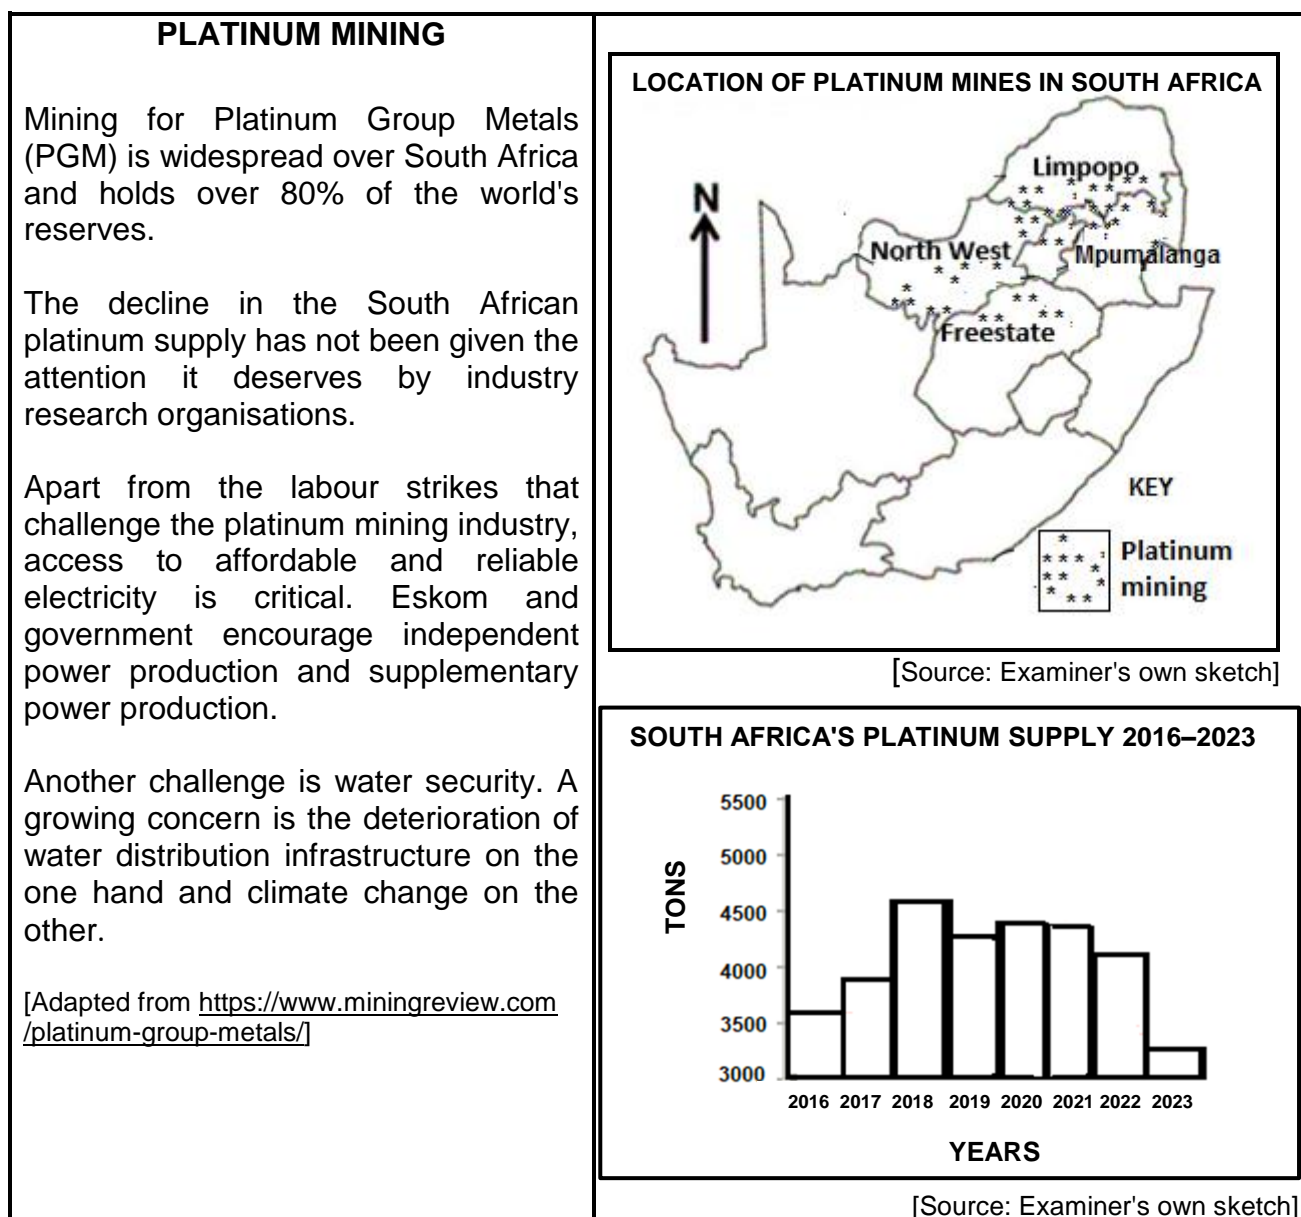 PLATINUM MINING
Mining for Platinum Group Metals
(PGM) is widespread over South Africa
and holds over 80% of the world's
reserves.
The decline in the South African
platinum supply has not been given the
attention it deserves by industry
research organisations.
Apart from the labour strikes that
challenge the platinum mining industry,
access to affordable and reliable
electricity is critical. Eskom and
government encourage independent
power production and supplementary
power production.
Another challenge is water security. A
growing concern is the deterioration of
water distribution infrastructure on the
one hand and climate change on the
other.
[Adapted from https://www.miningreview.com
/platinum-group-metals/]
LOCATION OF PLATINUM MINES IN SOUTH AFRICA
N
Limpopo
North West
Mpumalanga
Freestate
KEY
Platinum
mining
[Source: Examiner's own sketch]
SOUTH AFRICA'S PLATINUM SUPPLY 2016–2023
TONS
5500
5000
4500
4000
3500
3000
2016 2017 2018 2019 2020 2021 2022 2023
YEARS
[Source: Examiner's own sketch]